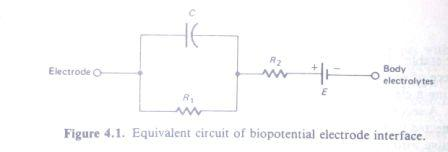 C
R2
+ −
Electrode
Body
electrolytes
E
R1
Figure 4.1. Equivalent circuit of biopotential electrode interface.